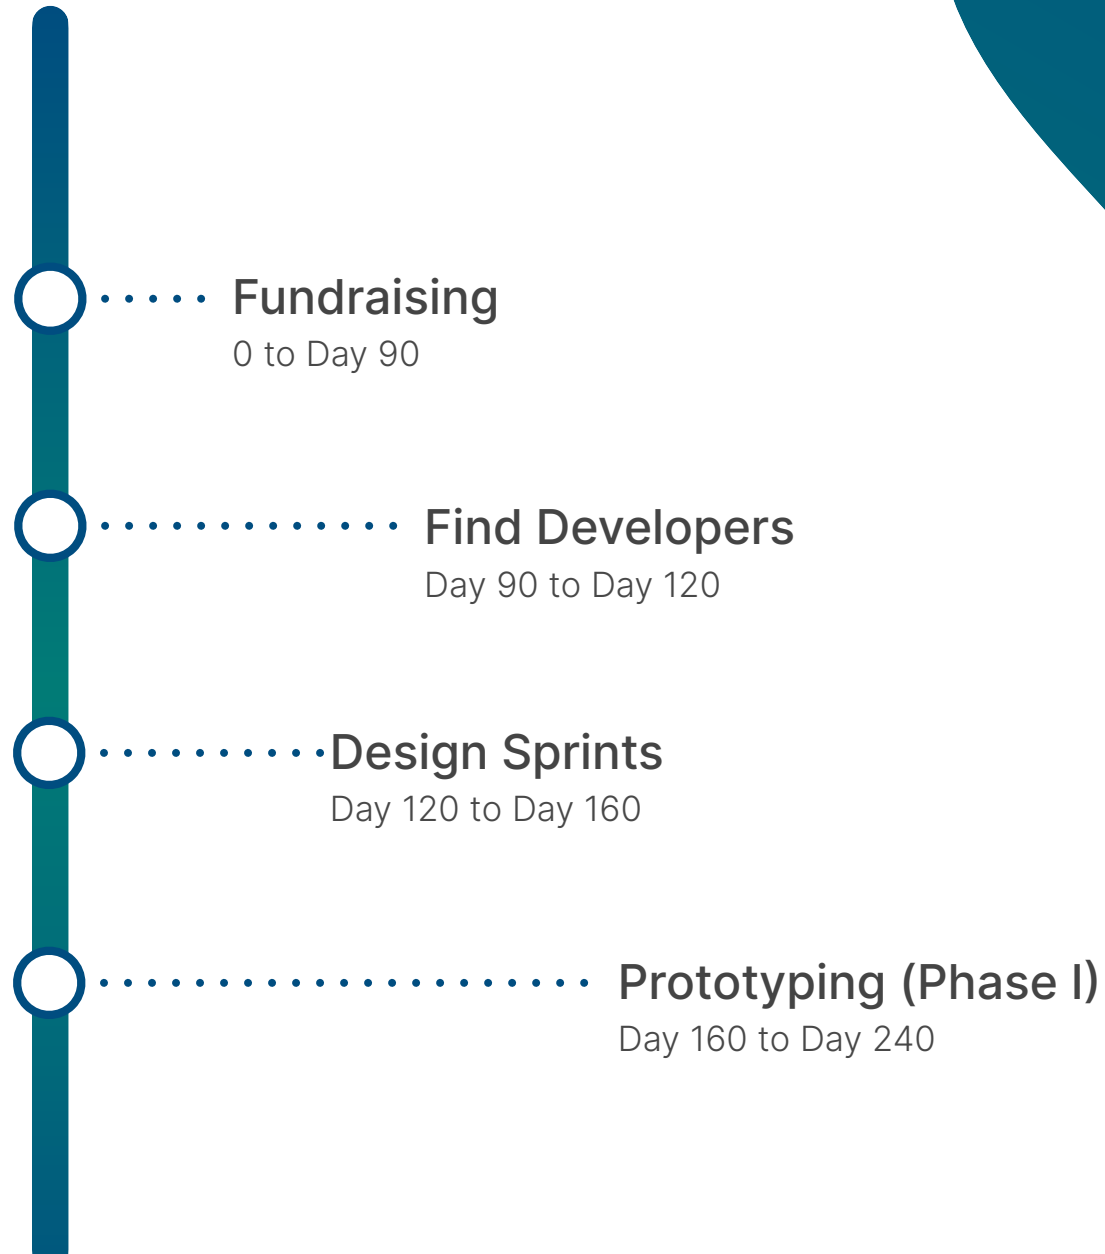 Fundraising
0 to Day 90
Find Developers
Day 90 to Day 120
Design Sprints
Day 120 to Day 160
Prototyping (Phase I)
Day 160 to Day 240